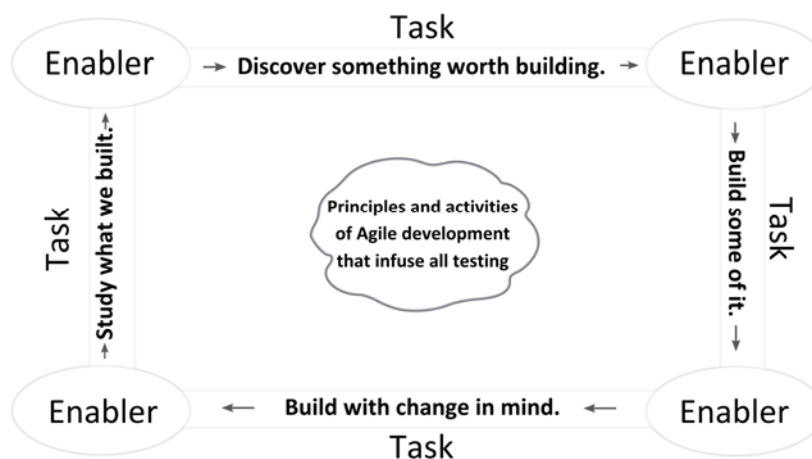 Task
Enabler
Discover something worth building.
Enabler
Task
Study what we built.
Principles and activities
of Agile development
that infuse all testing
Build some of it.
Task
Enabler
Build with change in mind.
Enabler
Task